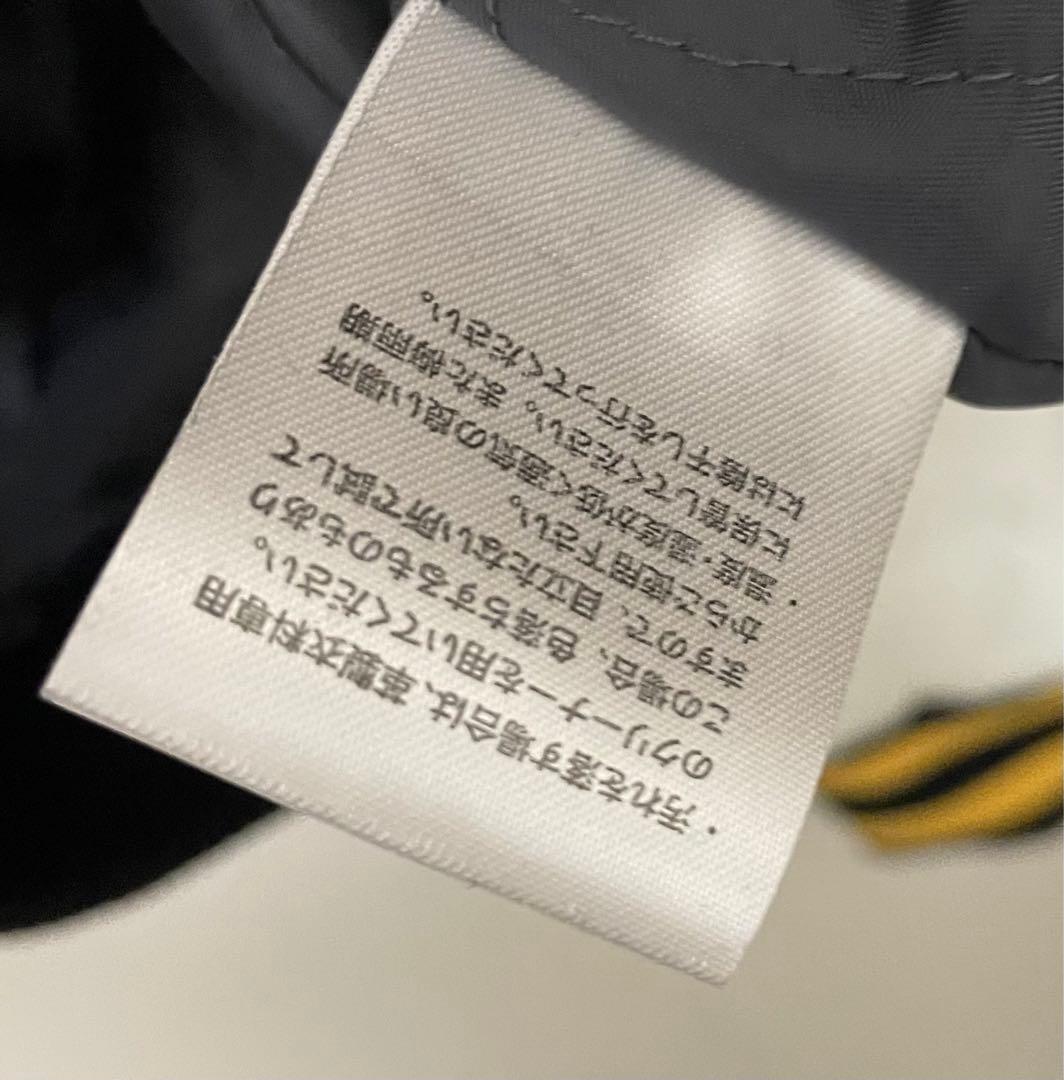 ・汚れを落す場合は、革製衣料専用
のクリーナーを用いてください。
この場合、色落ちするものもあり
ますので、目立たない所で試して
からご使用下さい。
・温度・湿度が低く通気の良い場所
に保管してください。また梅雨期
には陰干しを行ってください。